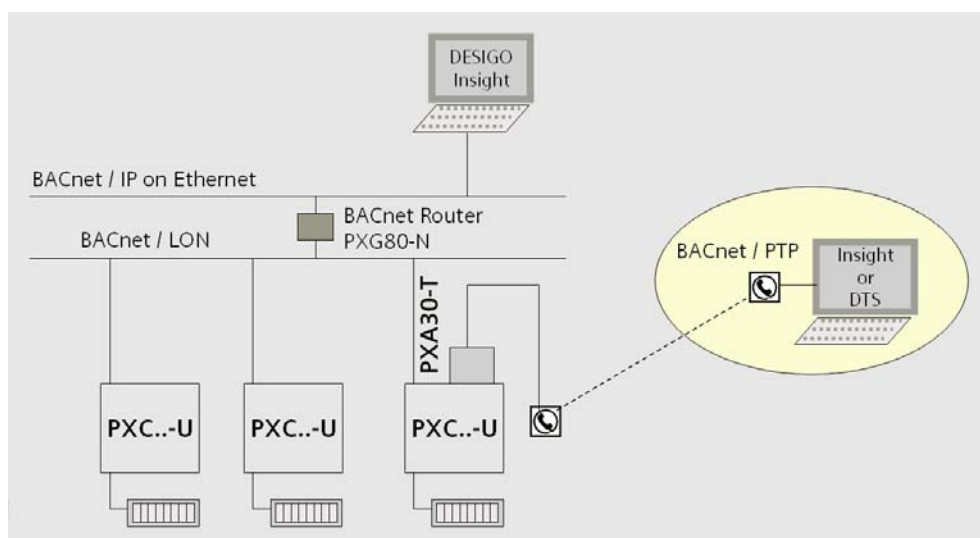 DESIGO
Insight
BACnet / IP on Ethernet
BACnet Router
PXG80-N
BACnet / LON
BACnet / PTP
Insight
or
DTS
PXA30-T
PXC..-U
PXC..-U
PXC..-U